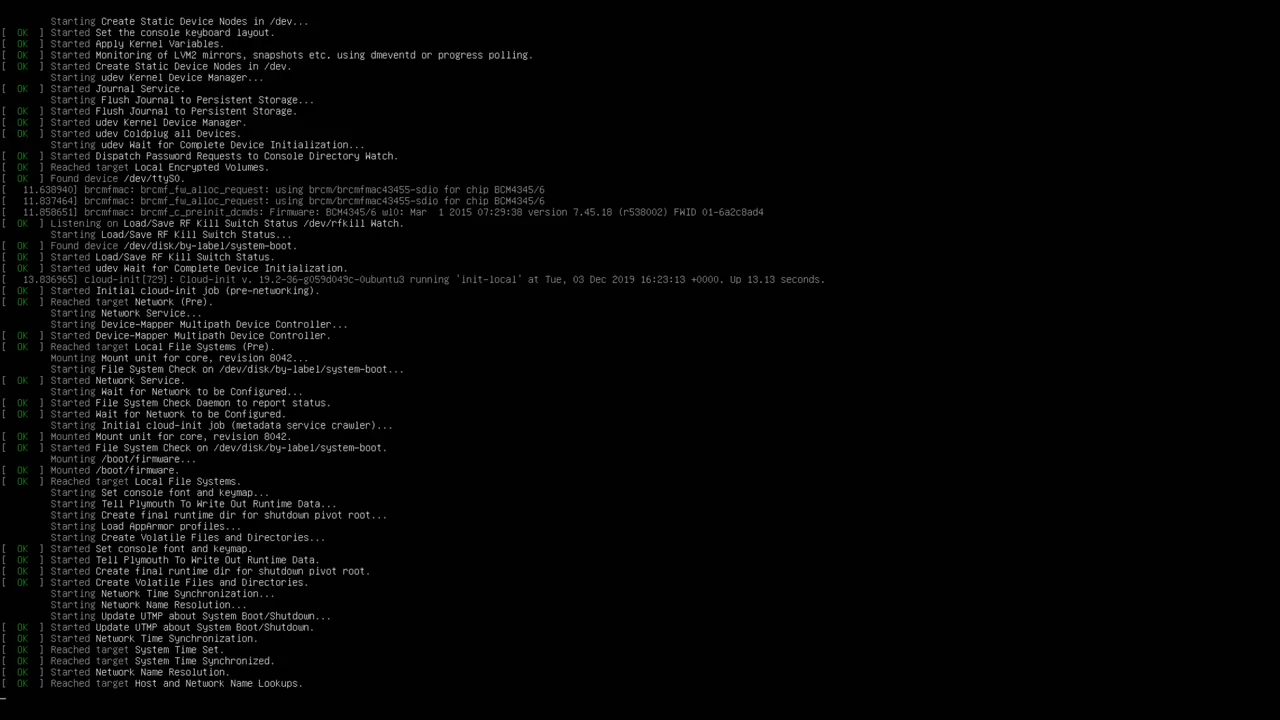 Starting Create Static Device Nodes in /dev...
[  OK  ] Started Set the console keyboard layout.
[  OK  ] Started Apply Kernel Variables.
[  OK  ] Started Monitoring of LVM2 mirrors, snapshots etc. using dmeventd or progress polling.
[  OK  ] Started Create Static Device Nodes in /dev.
Starting udev Kernel Device Manager...
[  OK  ] Started Journal Service.
Starting Flush Journal to Persistent Storage...
[  OK  ] Started Flush Journal to Persistent Storage.
[  OK  ] Started udev Kernel Device Manager.
[  OK  ] Started udev Coldplug all Devices.
Starting udev Wait for Complete Device Initialization...
[  OK  ] Started Dispatch Password Requests to Console Directory Watch.
[  OK  ] Reached target Local Encrypted Volumes.
[  OK  ] Found device /dev/ttyS0.
[   11.638940] brcmfmac: brcmf_fw_alloc_request: using brcm/brcmfmac43455-sdio for chip BCM4345/6
[   11.837464] brcmfmac: brcmf_fw_alloc_request: using brcm/brcmfmac43455-sdio for chip BCM4345/6
[   11.858651] brcmfmac: brcmf_c_preinit_dcmds: Firmware: BCM4345/6 wl0: Mar  1 2015 07:29:38 version 7.45.18 (r538002) FWID 01-6a2c8ad4
[  OK  ] Listening on Load/Save RF Kill Switch Status /dev/rfkill Watch.
Starting Load/Save RF Kill Switch Status...
[  OK  ] Found device /dev/disk/by-label/system-boot.
[  OK  ] Started Load/Save RF Kill Switch Status.
[  OK  ] Started udev Wait for Complete Device Initialization.
[   13.836965] cloud-init[729]: Cloud-init v. 19.2-36-g059d049c-0ubuntu3 running 'init-local' at Tue, 03 Dec 2019 16:23:13 +0000. Up 13.13 seconds.
[  OK  ] Started Initial cloud-init job (pre-networking).
[  OK  ] Reached target Network (Pre).
Starting Network Service...
Starting Device-Mapper Multipath Device Controller...
[  OK  ] Started Device-Mapper Multipath Device Controller.
[  OK  ] Reached target Local File Systems (Pre).
Mounting Mount unit for core, revision 8042...
Starting File System Check on /dev/disk/by-label/system-boot...
[  OK  ] Started Network Service.
Starting Wait for Network to be Configured...
[  OK  ] Started File System Check Daemon to report status.
[  OK  ] Started Wait for Network to be Configured.
Starting Initial cloud-init job (metadata service crawler)...
[  OK  ] Mounted Mount unit for core, revision 8042.
[  OK  ] Started File System Check on /dev/disk/by-label/system-boot.
Mounting /boot/firmware...
[  OK  ] Mounted /boot/firmware.
[  OK  ] Reached target Local File Systems.
Starting Set console font and keymap...
Starting Tell Plymouth To Write Out Runtime Data...
Starting Create final runtime dir for shutdown pivot root...
Starting Load AppArmor profiles...
Starting Create Volatile Files and Directories...
[  OK  ] Started Set console font and keymap.
[  OK  ] Started Tell Plymouth To Write Out Runtime Data.
[  OK  ] Started Create final runtime dir for shutdown pivot root.
[  OK  ] Started Create Volatile Files and Directories.
Starting Network Time Synchronization...
Starting Network Name Resolution...
Starting Update UTMP about System Boot/Shutdown...
[  OK  ] Started Update UTMP about System Boot/Shutdown.
[  OK  ] Started Network Time Synchronization.
[  OK  ] Reached target System Time Set.
[  OK  ] Reached target System Time Synchronized.
[  OK  ] Started Network Name Resolution.
[  OK  ] Reached target Host and Network Name Lookups.